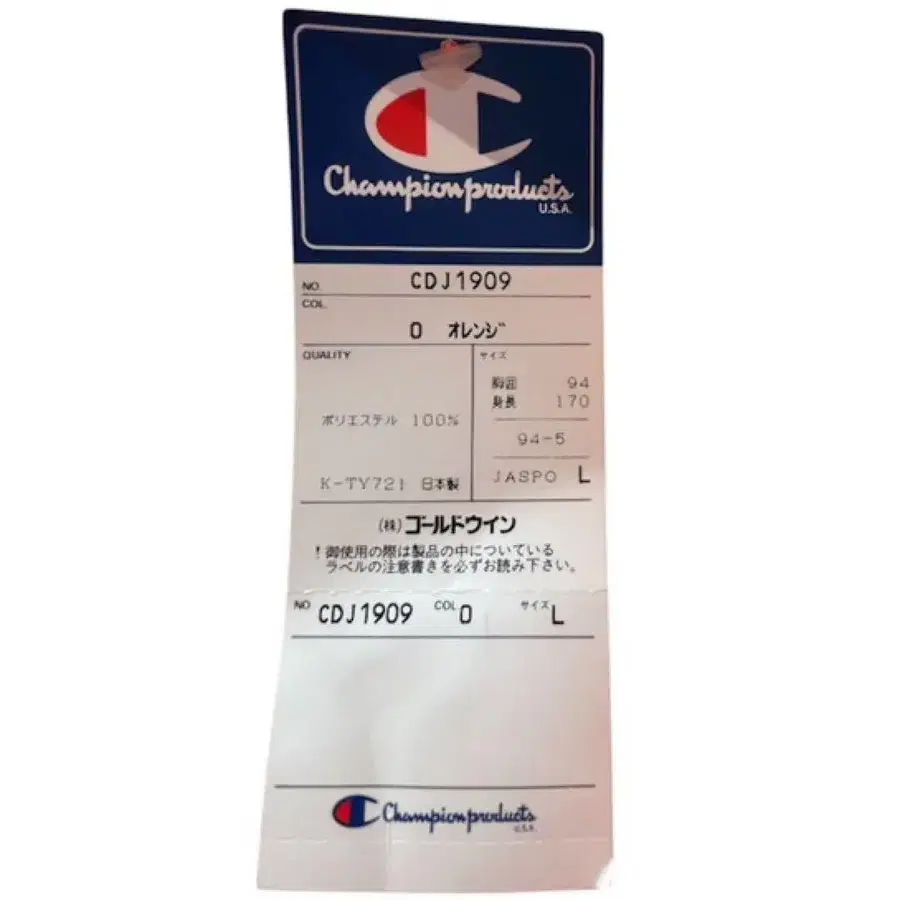 Championproducts
U.S.A.
NO. CDJ1909
COL.
O オレンジ
QUALITY
ポリエステル 100%
K-TY721 日本製
サイズ
胸囲 94
身長 170
94-5
JASPO L
(株)ゴールドウイン
!御使用の際は製品の中についている
ラベルの注意書きを必ずお読み下さい。
NO CDJ1909 COL O サイズ L
Championproducts
U.S.A.